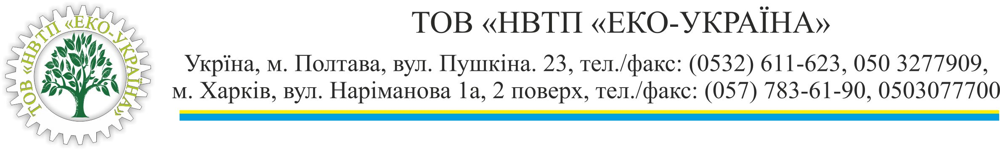 ТОВ «НВТП «ЕКО-УКРАЇНА»
ТОВ «НВТП «ЕКО-УКРАЇНА»
Укрїна, м. Полтава, вул. Пушкіна. 23, тел./факс: (0532) 611-623, 050 3277909,
м. Харків, вул. Наріманова 1а, 2 поверх, тел./факс: (057) 783-61-90, 0503077700